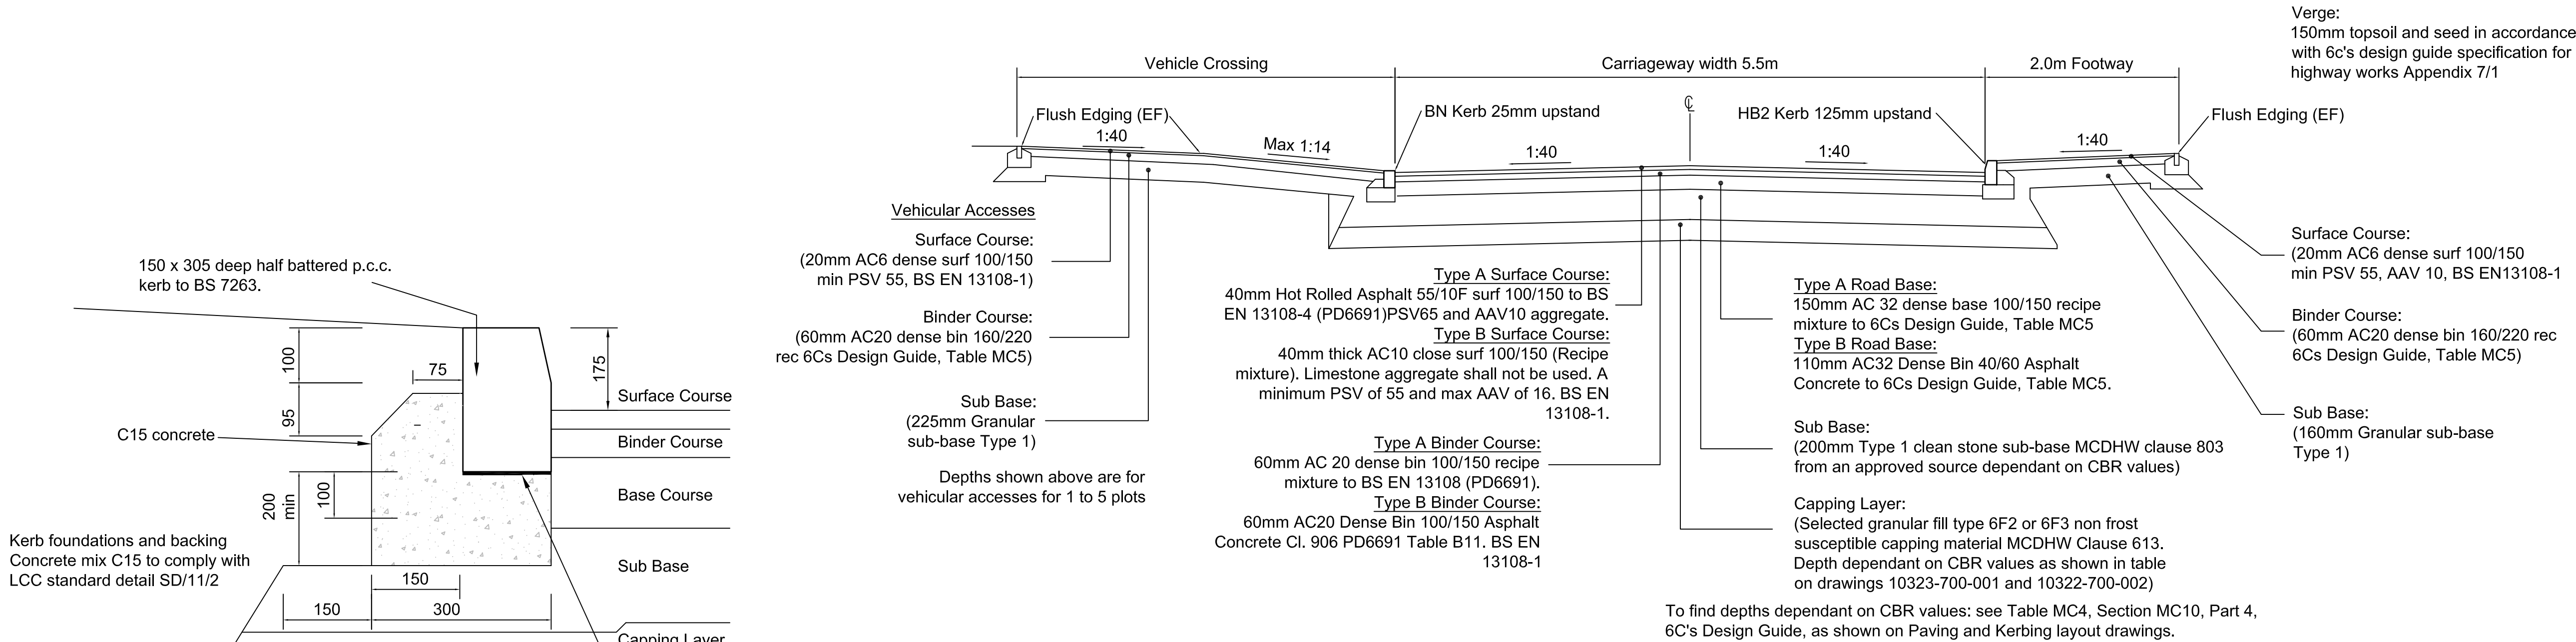 150 x 305 deep half battered p.c.c.
kerb to BS 7263.
100
75
175
95
C15 concrete
Surface Course
Binder Course
200
min
100
Base Course
Kerb foundations and backing
Concrete mix C15 to comply with
LCC standard detail SD/11/2
Sub Base
150
150
300
Capping Layer
Vehicle Crossing
Carriageway width 5.5m
2.0m Footway
Verge:
150mm topsoil and seed in accordance
with 6c's design guide specification for
highway works Appendix 7/1
Flush Edging (EF)
1:40
Max 1:14
BN Kerb 25mm upstand
1:40
HB2 Kerb 125mm upstand
1:40
1:40
Flush Edging (EF)
Vehicular Accesses
Surface Course:
(20mm AC6 dense surf 100/150
min PSV 55, BS EN 13108-1)
Binder Course:
(60mm AC20 dense bin 160/220
rec 6Cs Design Guide, Table MC5)
Sub Base:
(225mm Granular
sub-base Type 1)
Depths shown above are for
vehicular accesses for 1 to 5 plots
Type A Surface Course:
40mm Hot Rolled Asphalt 55/10F surf 100/150 to BS
EN 13108-4 (PD6691)PSV65 and AAV10 aggregate.
Type B Surface Course:
40mm thick AC10 close surf 100/150 (Recipe
mixture). Limestone aggregate shall not be used. A
minimum PSV of 55 and max AAV of 16. BS EN
13108-1.
Type A Binder Course:
60mm AC 20 dense bin 100/150 recipe
mixture to BS EN 13108 (PD6691).
Type B Binder Course:
60mm AC20 Dense Bin 100/150 Asphalt
Concrete Cl. 906 PD6691 Table B11. BS EN
13108-1
Type A Road Base:
150mm AC 32 dense base 100/150 recipe
mixture to 6Cs Design Guide, Table MC5
Type B Road Base:
110mm AC32 Dense Bin 40/60 Asphalt
Concrete to 6Cs Design Guide, Table MC5.
Sub Base:
(200mm Type 1 clean stone sub-base MCDHW clause 803
from an approved source dependant on CBR values)
Capping Layer:
(Selected granular fill type 6F2 or 6F3 non frost
susceptible capping material MCDHW Clause 613.
Depth dependant on CBR values as shown in table
on drawings 10323-700-001 and 10322-700-002)
To find depths dependant on CBR values: see Table MC4, Section MC10, Part 4,
6C's Design Guide, as shown on Paving and Kerbing layout drawings.
Surface Course:
(20mm AC6 dense surf 100/150
min PSV 55, AAV 10, BS EN13108-1
Binder Course:
(60mm AC20 dense bin 160/220 rec
6Cs Design Guide, Table MC5)
Sub Base:
(160mm Granular sub-base
Type 1)